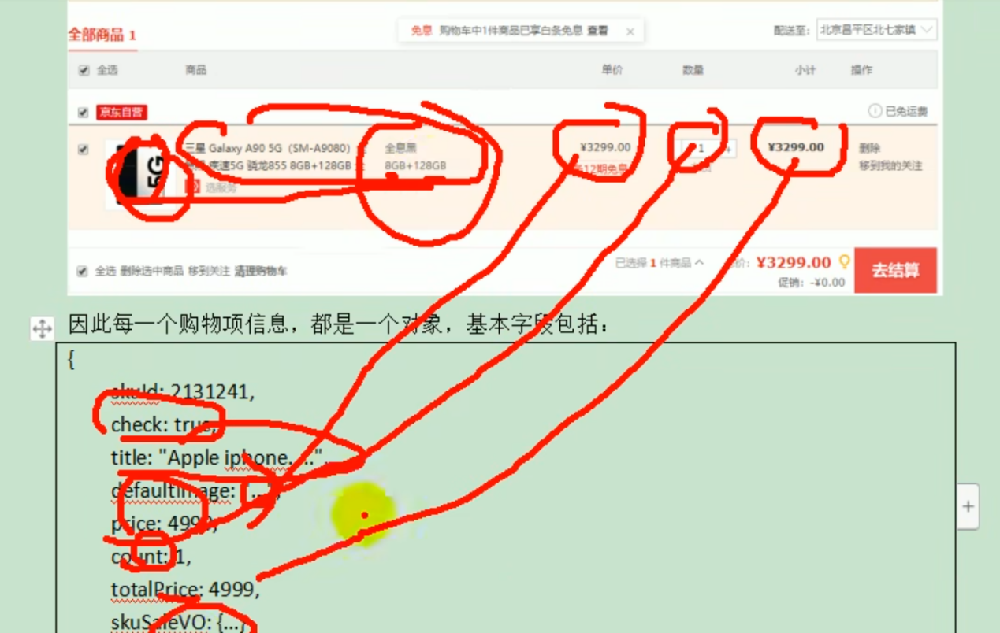 全部商品 1
免息 购物车中1件商品已享白条免息 查看 ×
配送至: 北京昌平区北七家镇
全选 商品 单价 数量 小计 操作
京东自营 已免运费
三星 Galaxy A90 5G（SM-A9080） 全息黑 ¥3299.00 1 + ¥3299.00 删除
疾速5G 骁龙855 8GB+128GB 8GB+128GB 12期免息 移到我的关注
5G
选服务
全选 删除选中商品 移到关注 清理购物车 已选择 1 件商品 ¥3299.00 去结算
促销: -¥0.00
因此每一个购物项信息，都是一个对象，基本字段包括：
{
skuId: 2131241,
check: true,
title: "Apple iphone....."
defaultImage:
price: 4999,
count: 1,
totalPrice: 4999,
skuSaleVO: {...}